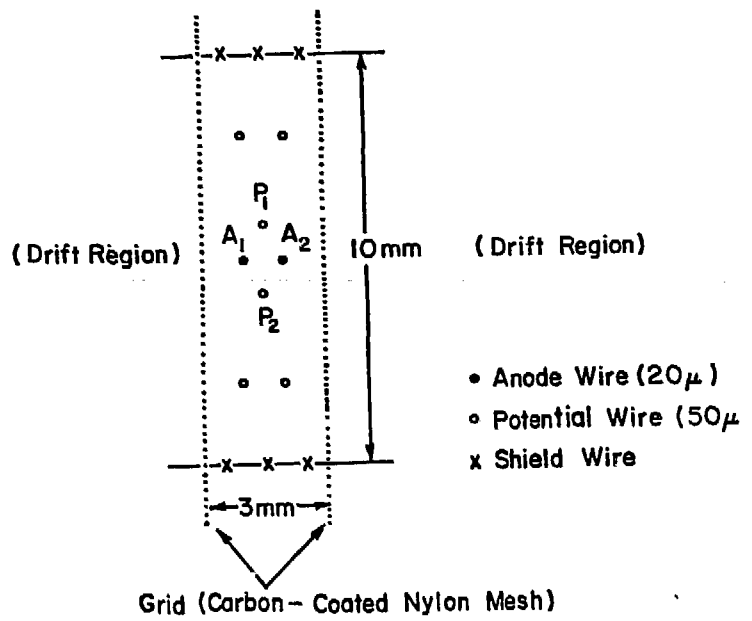 P1
A1 A2
(Drift Region) 10mm (Drift Region)
P2
• Anode Wire (20μ)
o Potential Wire (50μ
x Shield Wire
3mm
Grid (Carbon-Coated Nylon Mesh)